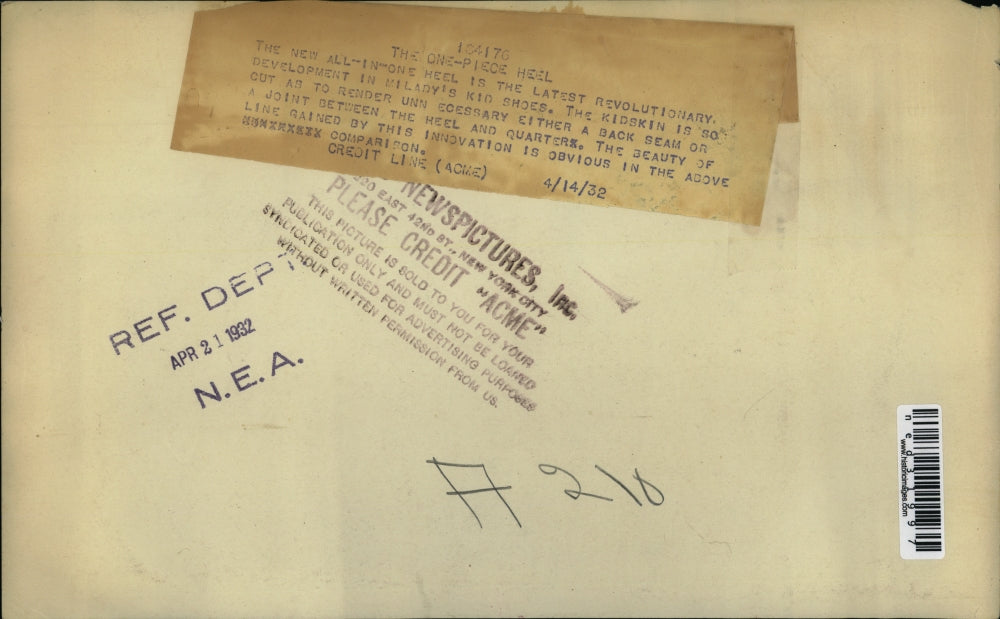 164176
THE ONE-PIECE HEEL
THE NEW ALL-IN-ONE HEEL IS THE LATEST REVOLUTIONARY.
DEVELOPMENT IN MILADY'S KID SHOES. THE KIDSKIN IS SO
CUT AS TO RENDER UNN ECESSARY EITHER A BACK SEAM OR
A JOINT BETWEEN THE HEEL AND QUARTERS. THE BEAUTY OF
LINE GAINED BY THIS INNOVATION IS OBVIOUS IN THE ABOVE
COMPARISON.
CREDIT LINE (ACME) 4/14/32
NEWSPICTURES, INC.
220 EAST 42ND ST., NEW YORK CITY
PLEASE CREDIT "ACME"
THIS PICTURE IS SOLD TO YOU FOR YOUR
PUBLICATION ONLY AND MUST NOT BE LOANED
SYNDICATED OR USED FOR ADVERTISING PURPOSES
WITHOUT WRITTEN PERMISSION FROM US.
REF. DEPT
APR 21 1932
N.E.A.
A 210
www.historicimages.com